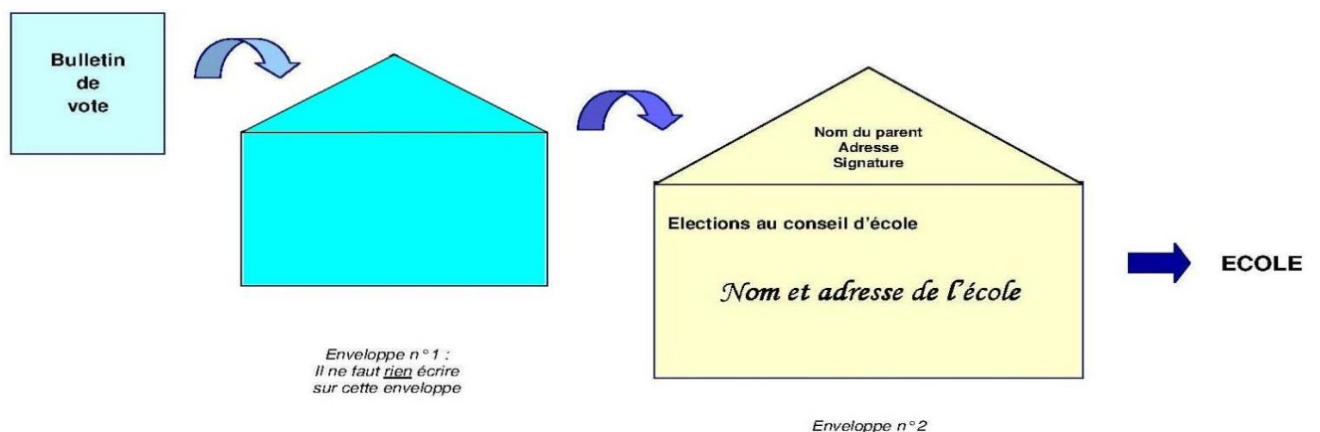 Bulletin
de
vote
Nom du parent
Adresse
Signature
Elections au conseil d'école
Nom et adresse de l'école
ECOLE
Enveloppe n°1 :
Il ne faut rien écrire
sur cette enveloppe
Enveloppe n°2